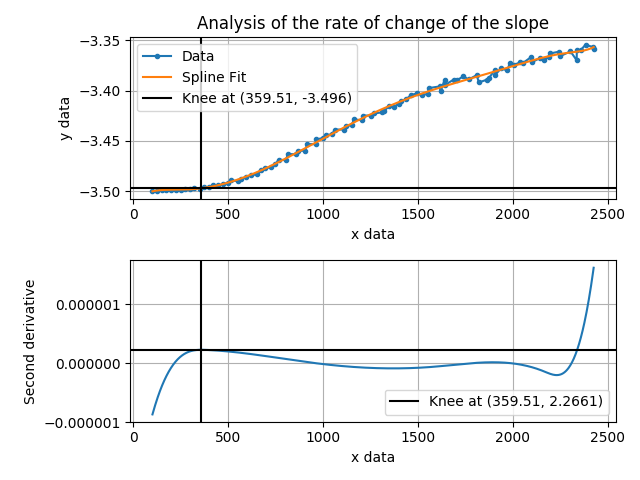 Analysis of the rate of change of the slope
−3.35
−3.40
−3.45
−3.50
y data
Data
Spline Fit
Knee at (359.51, -3.496)
0 500 1000 1500 2000 2500
x data
0.000001
0.000000
−0.000001
Second derivative
Knee at (359.51, 2.2661)
0 500 1000 1500 2000 2500
x data